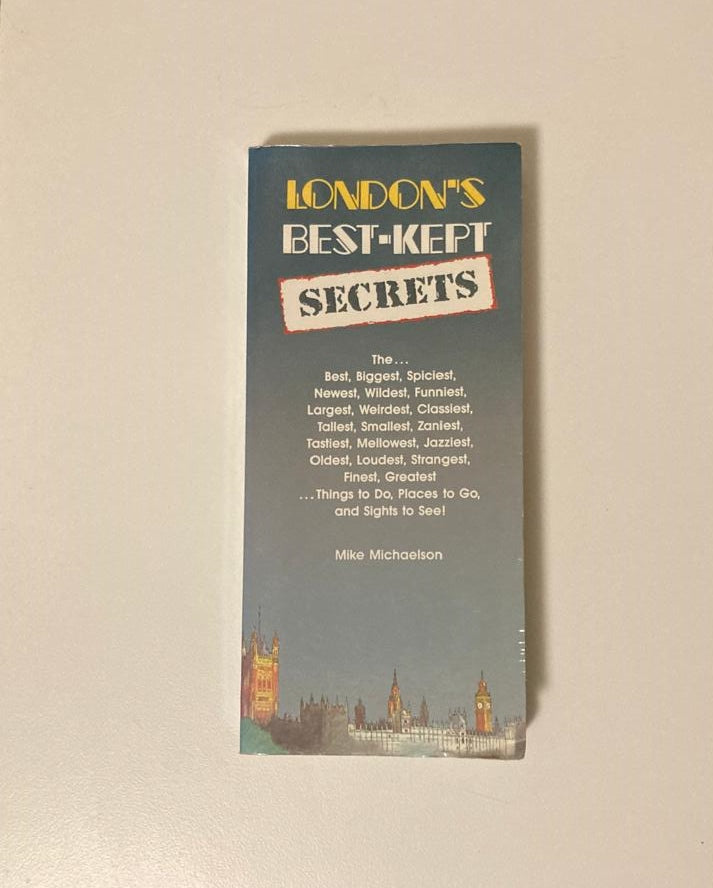 LONDON'S
BEST-KEPT
SECRETS
The...
Best, Biggest, Spiciest,
Newest, Wildest, Funniest,
Largest, Weirdest, Classiest,
Tallest, Smallest, Zaniest,
Tastiest, Mellowest, Jazziest,
Oldest, Loudest, Strangest,
Finest, Greatest
...Things to Do, Places to Go,
and Sights to See!
Mike Michaelson